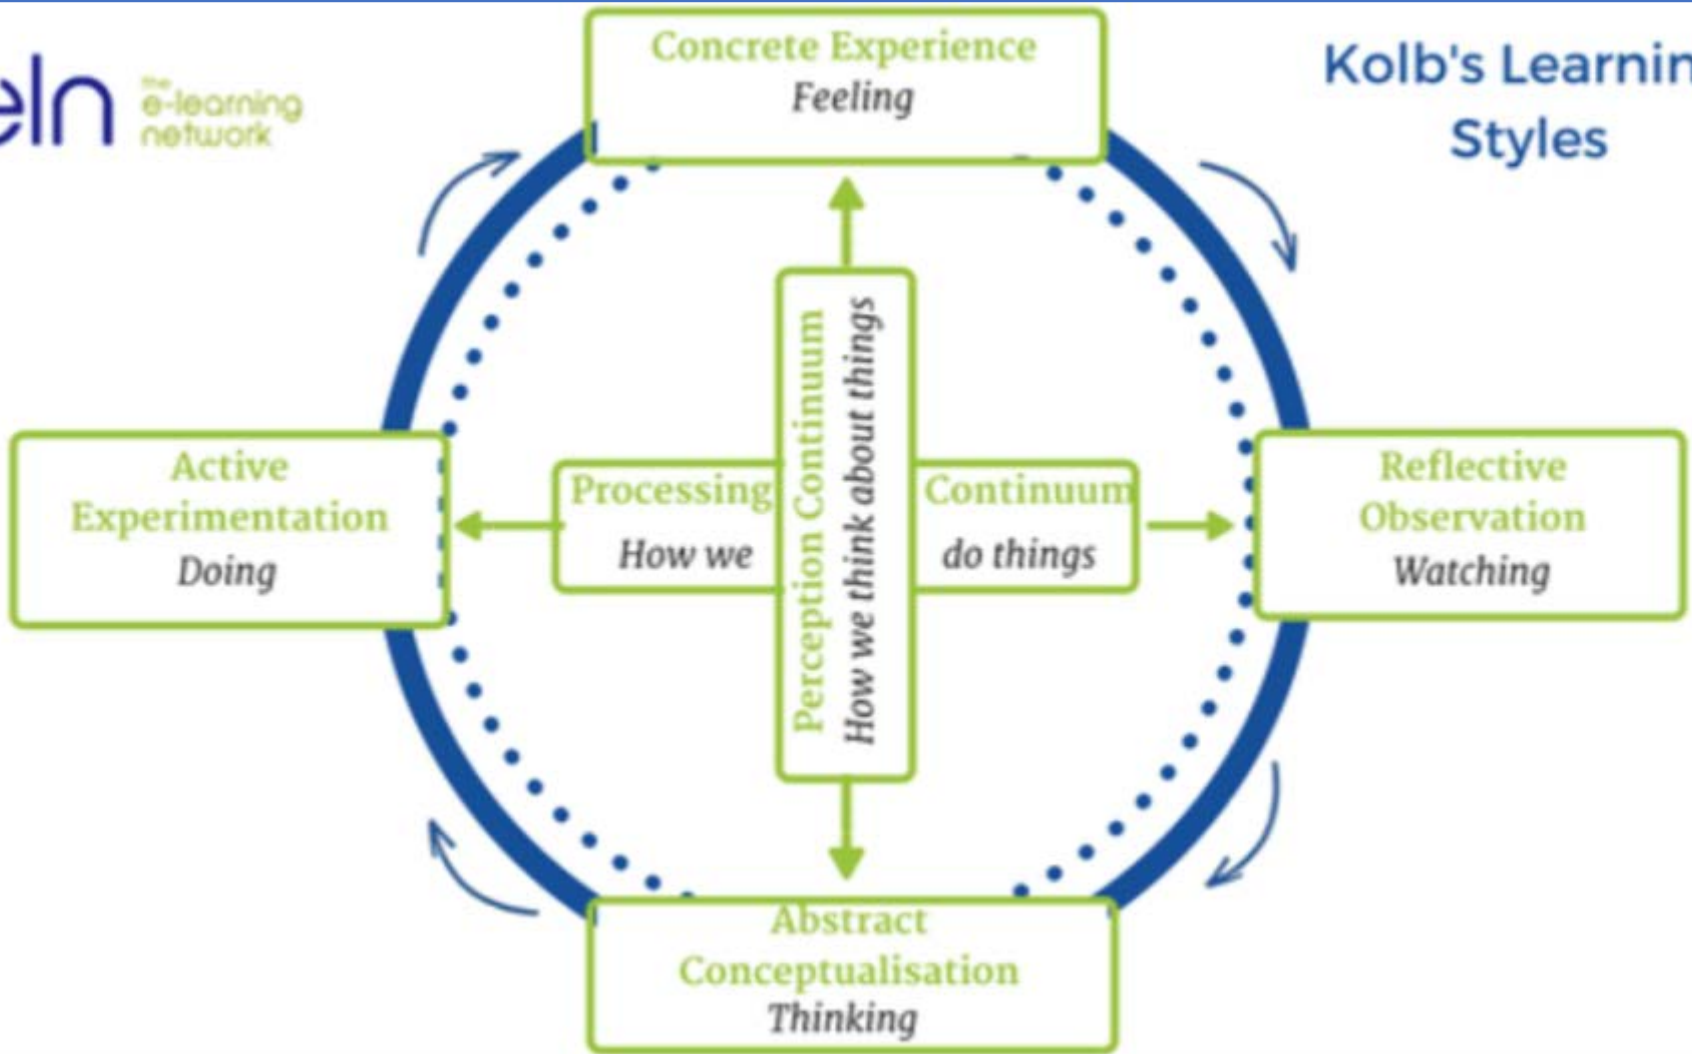 Concrete Experience
Feeling
eln
the
e-learning
network
Kolb's Learnin
Styles
Perception Continuum
How we think about things
Active
Experimentation
Doing
Processing Continuum
How we do things
Reflective
Observation
Watching
Abstract
Conceptualisation
Thinking